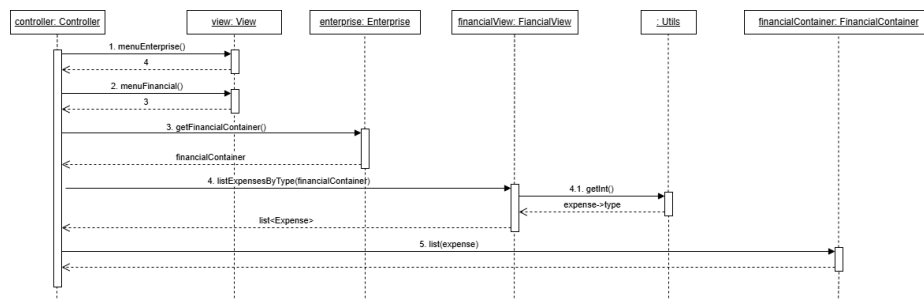 controller: Controller
view: View
enterprise: Enterprise
financialView: FiancialView
: Utils
financialContainer: FinancialContainer
1. menuEnterprise()
4
2. menuFinancial()
3
3. getFinancialContainer()
financialContainer
4. listExpensesByType(financialContainer)
4.1. getInt()
expense->type
list<Expense>
5. list(expense)